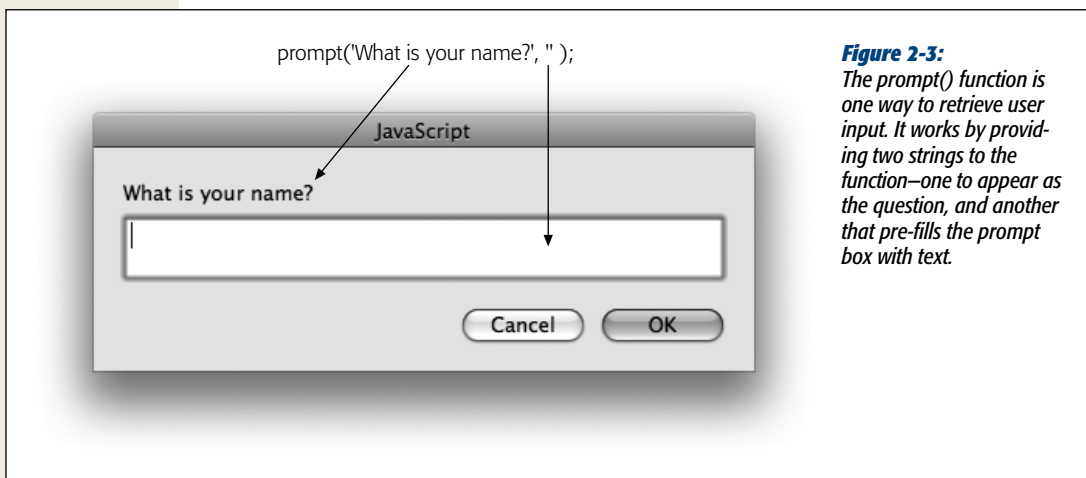 prompt('What is your name?', '' );
JavaScript
What is your name?
Cancel
OK
Figure 2-3:
The prompt() function is
one way to retrieve user
input. It works by provid-
ing two strings to the
function—one to appear as
the question, and another
that pre-fills the prompt
box with text.